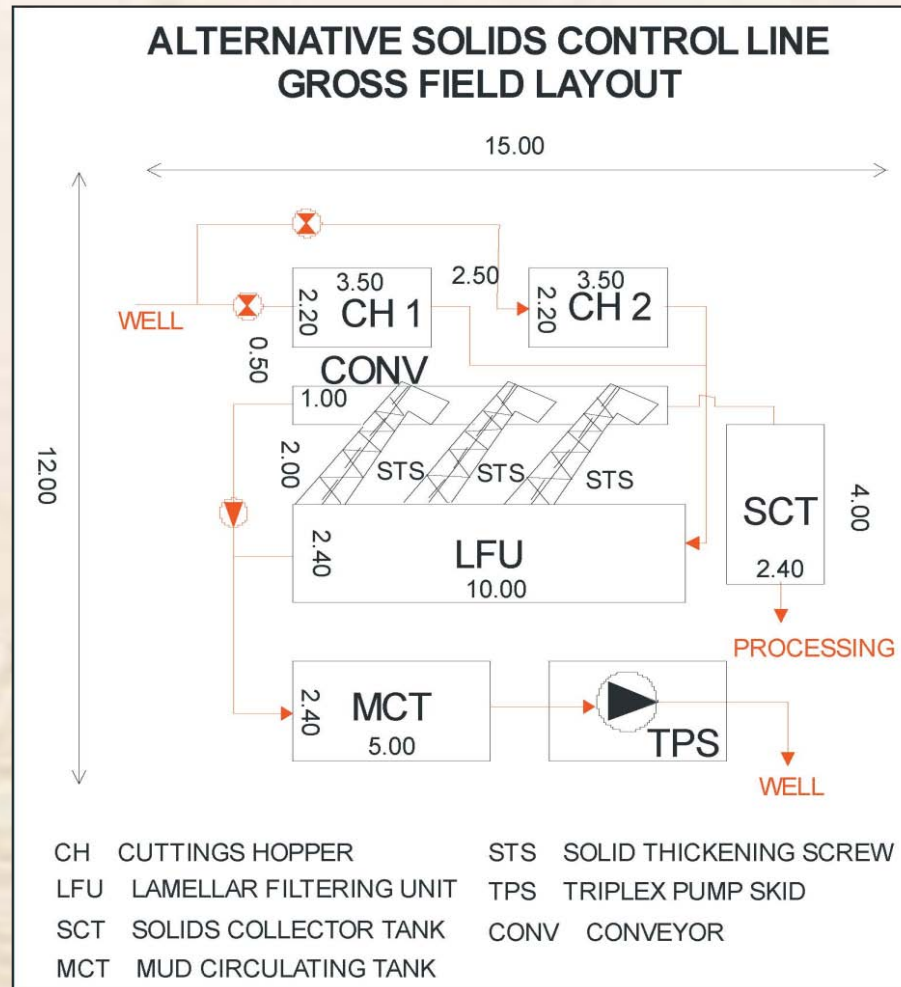 ALTERNATIVE SOLIDS CONTROL LINE
GROSS FIELD LAYOUT
15.00
12.00
WELL
0.50
3.50
2.20
CH 1
2.50
3.50
2.20
CH 2
CONV
1.00
2.00
STS
STS
STS
2.40
LFU
10.00
SCT
4.00
2.40
PROCESSING
2.40
MCT
5.00
TPS
WELL
CH CUTTINGS HOPPER
LFU LAMELLAR FILTERING UNIT
SCT SOLIDS COLLECTOR TANK
MCT MUD CIRCULATING TANK
STS SOLID THICKENING SCREW
TPS TRIPLEX PUMP SKID
CONV CONVEYOR